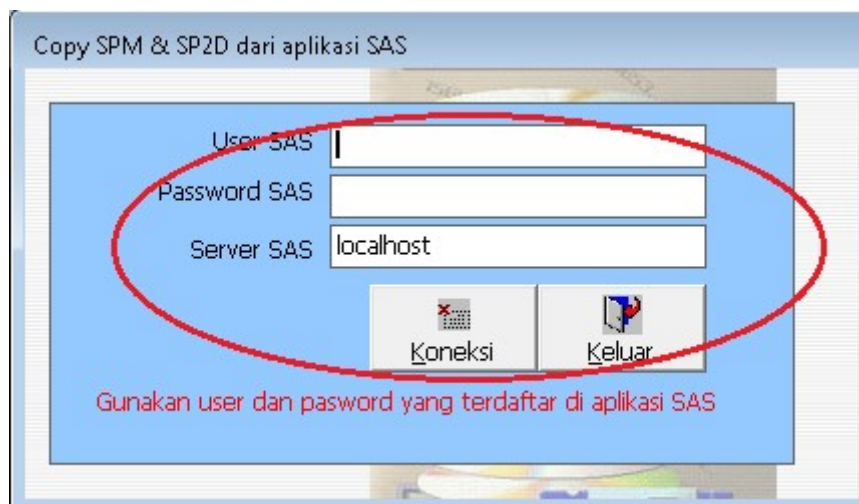 Copy SPM & SP2D dari aplikasi SAS
User SAS
Password SAS
Server SAS localhost
Koneksi Keluar
Gunakan user dan pasword yang terdaftar di aplikasi SAS